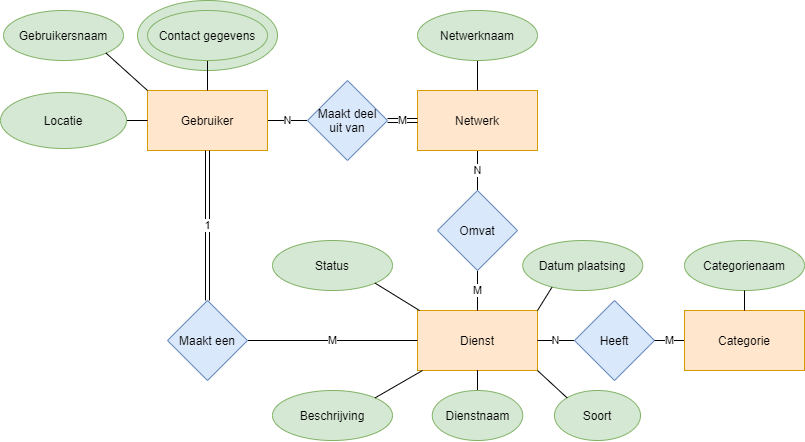 Gebruikersnaam
Contact gegevens
Netwerknaam
Locatie
Gebruiker
N
Maakt deel
uit van
M
Netwerk
N
1
Omvat
Status
Datum plaatsing
Categorienaam
M
Maakt een
M
Dienst
N
Heeft
M
Categorie
Beschrijving
Dienstnaam
Soort